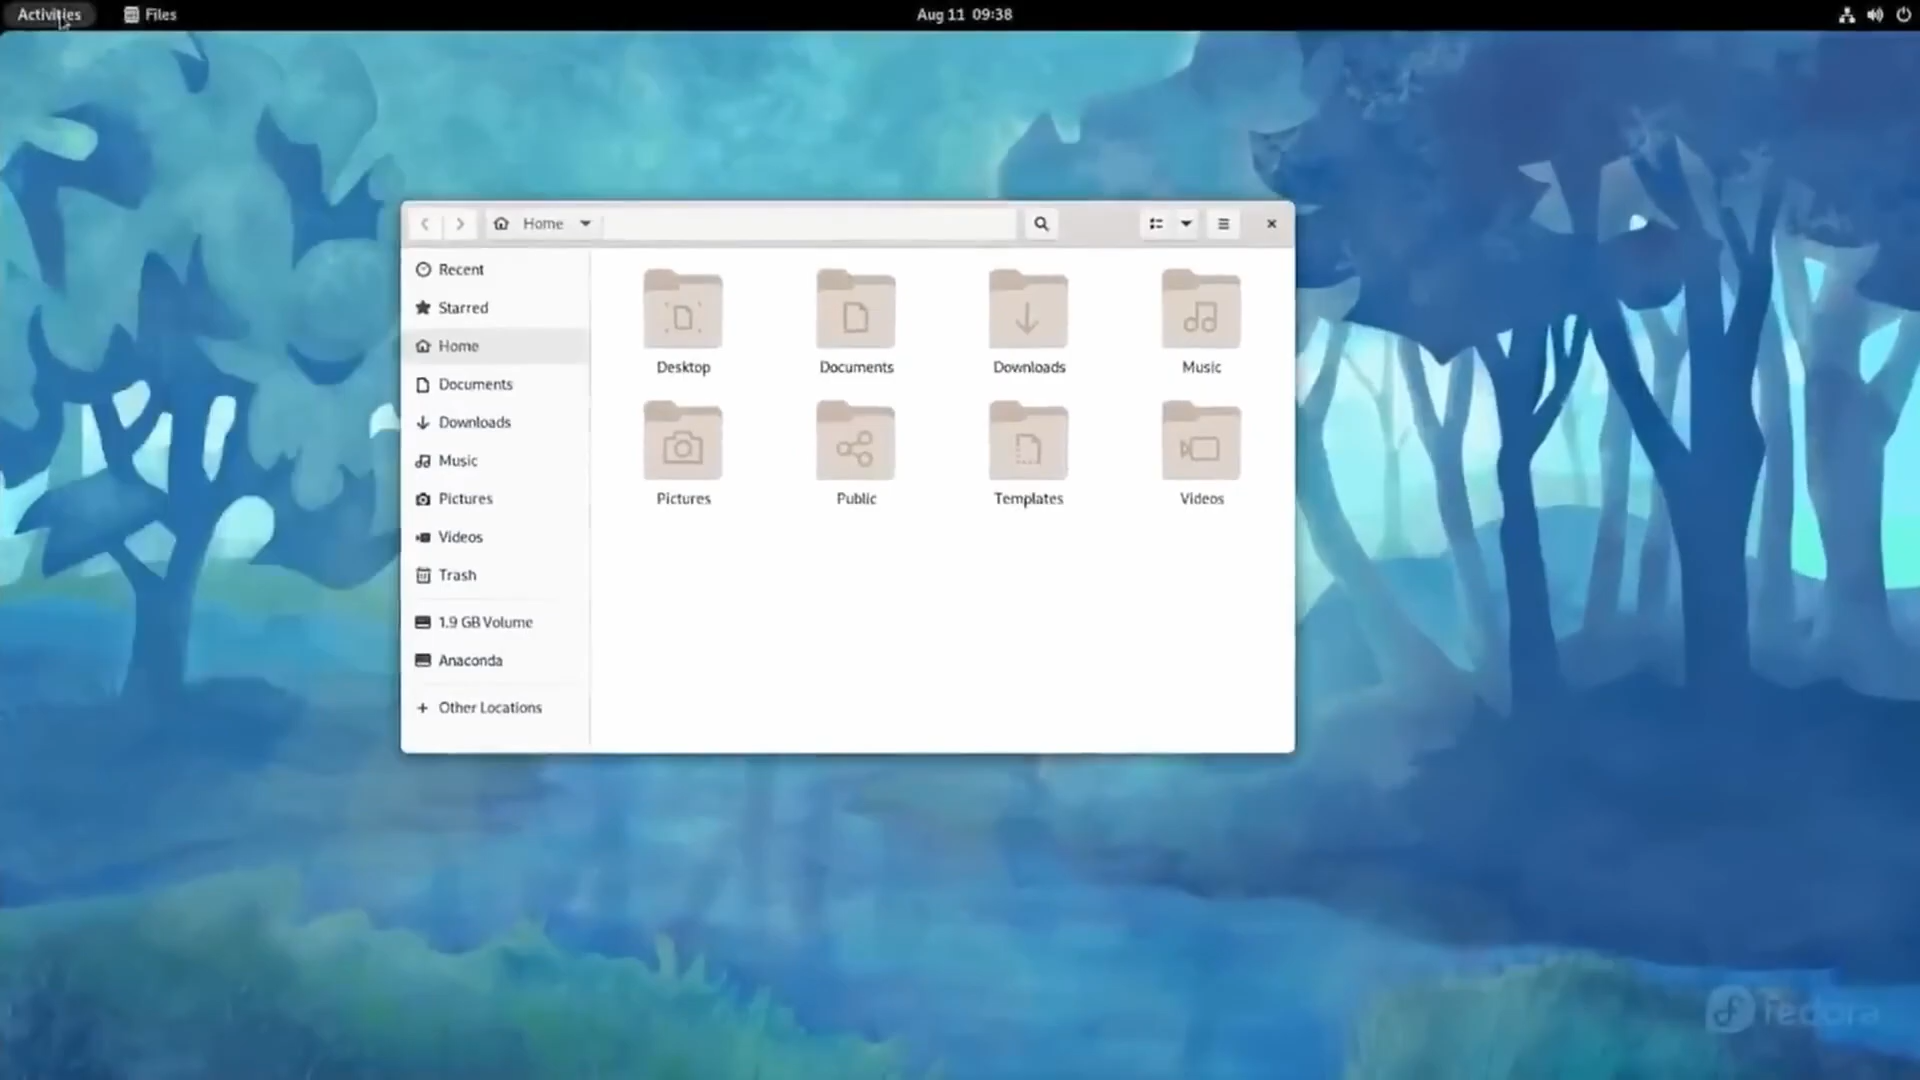 Activities Files Aug 11 09:38
Home
Recent
Starred
Home
Documents
Downloads
Music
Pictures
Videos
Trash
1.9 GB Volume
Anaconda
+ Other Locations
Desktop Documents Downloads Music
Pictures Public Templates Videos
fedora